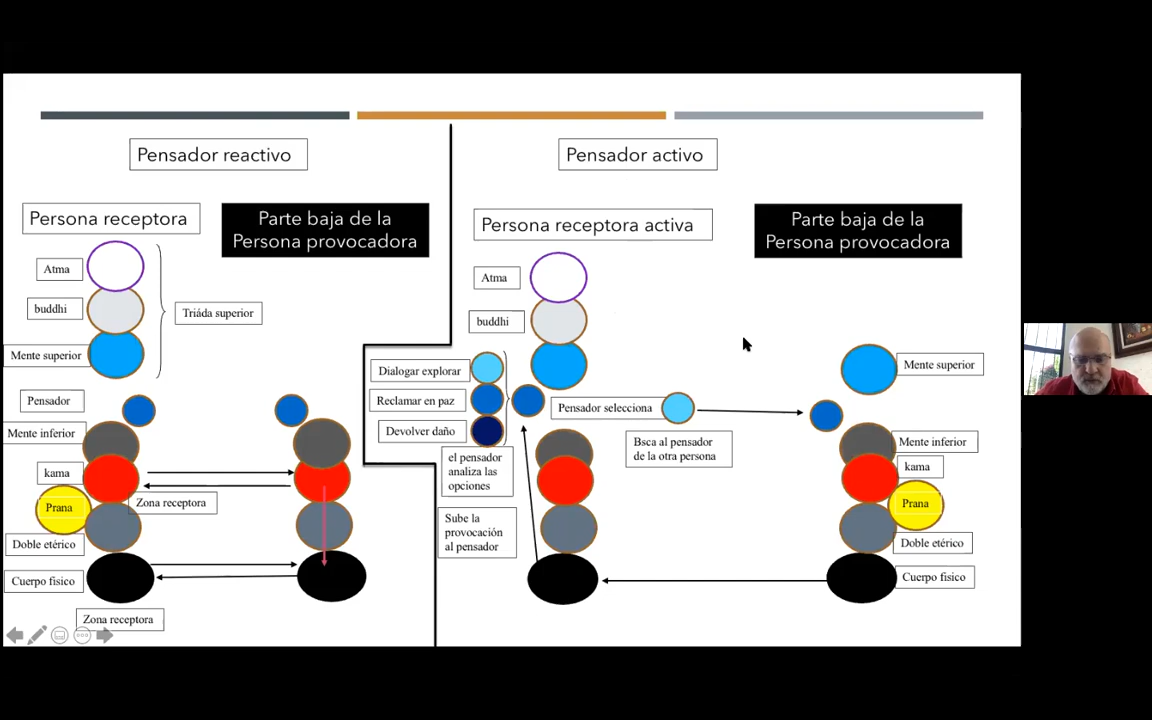 Pensador reactivo
Persona receptora
Parte baja de la
Persona provocadora
Atma
buddhi
Mente superior
Triáda superior
Pensador
Mente inferior
kama
Prana
Zona receptora
Doble etérico
Cuerpo fisico
Zona receptora
Pensador activo
Persona receptora activa
Parte baja de la
Persona provocadora
Atma
buddhi
Dialogar explorar
Reclamar en paz
Devolver daño
el pensador
analiza las
opciones
Sube la
provocación
al pensador
Pensador selecciona
Bsca al pensador
de la otra persona
Mente superior
Mente inferior
kama
Prana
Doble etérico
Cuerpo fisico